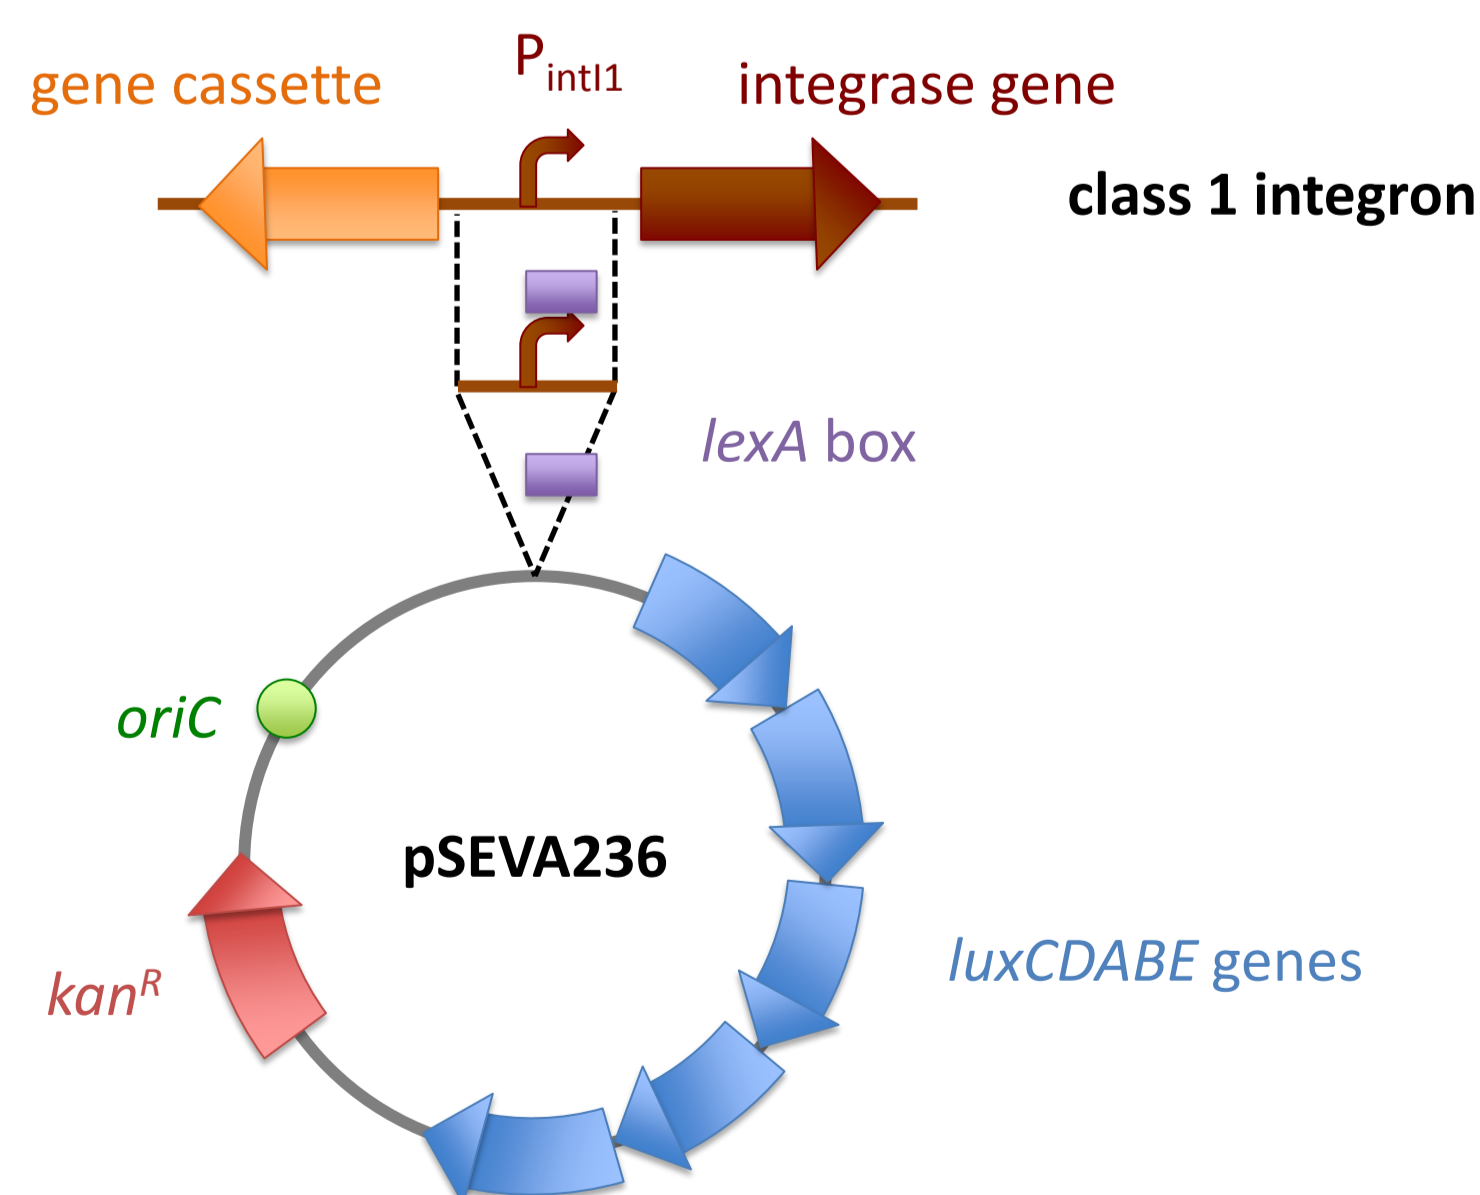 gene cassette
PintI1
integrase gene
class 1 integron
lexA box
oriC
pSEVA236
luxCDABE genes
kanR